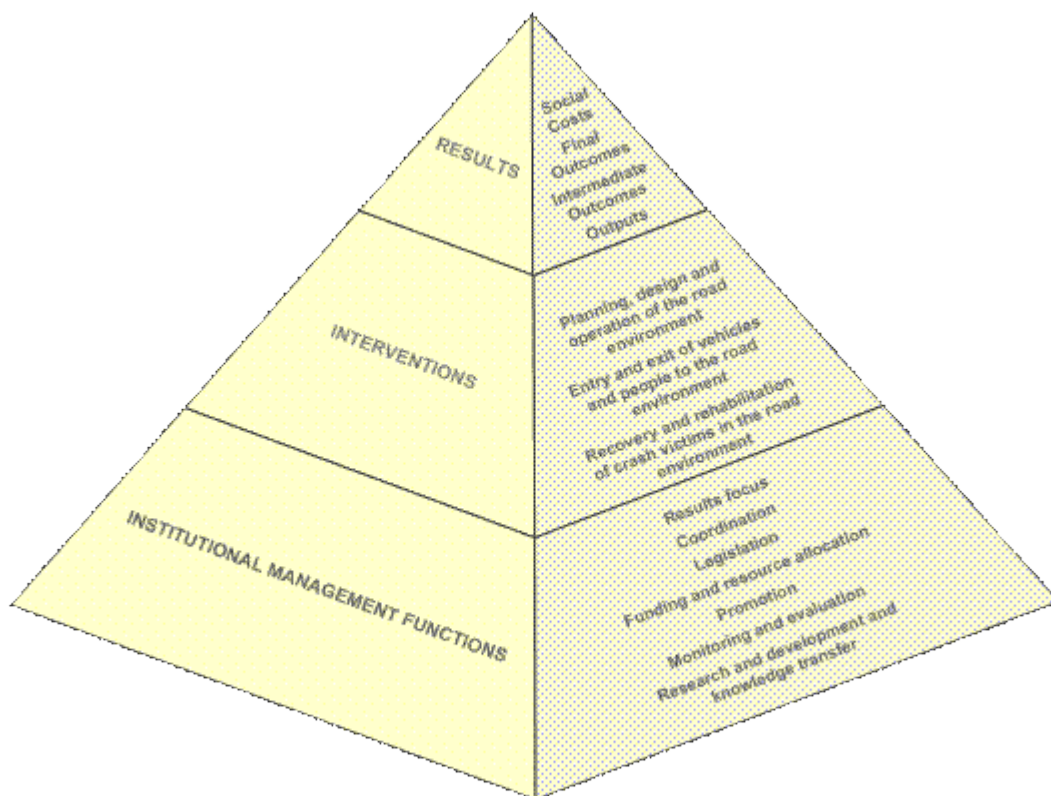 RESULTS
Social
Costs
Final
Outcomes
Intermediate
Outcomes
Outputs
INTERVENTIONS
Planning, design and
operation of the road
environment
Entry and exit of vehicles
and people to the road
environment
Recovery and rehabilitation
of crash victims in the road
environment
INSTITUTIONAL MANAGEMENT FUNCTIONS
Results focus
Coordination
Lagislation
Funding and resource allocation
Promotion
Monitoring and evaluation
Research and development and
knowledge transfer